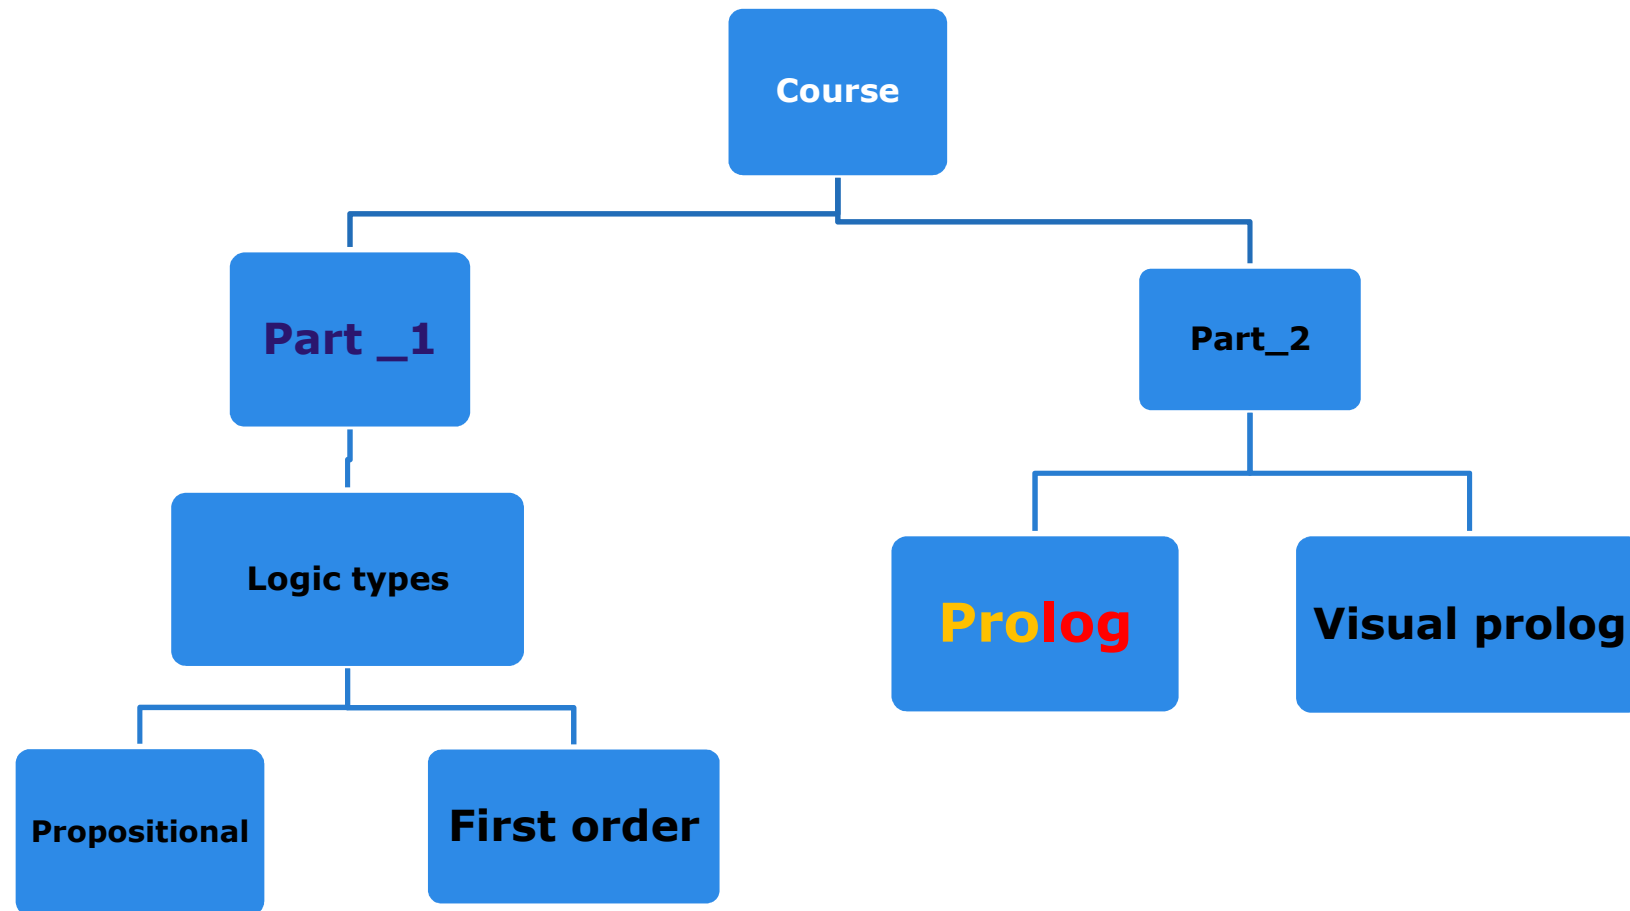 Course
Part _1
Part_2
Logic types
Prolog
Visual prolog
Propositional
First order